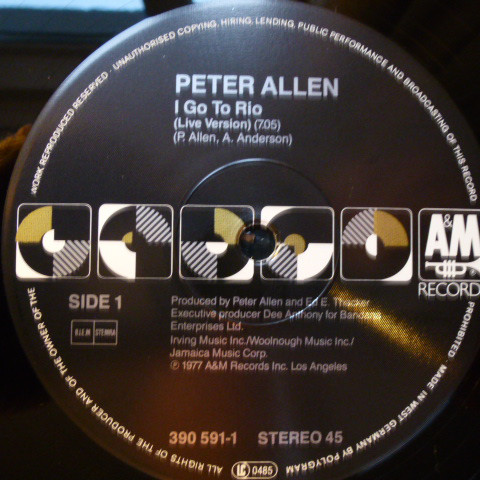 WORK REPRODUCED RESERVED · UNAUTHORISED COPYING, HIRING, LENDING, PUBLIC PERFORMANCE AND BROADCASTING OF THIS RECORD
PETER ALLEN
I Go To Rio
(Live Version) (7.05)
(P. Allen, A. Anderson)
A&M
RECORD
SIDE 1
STEMRA
Produced by Peter Allen and Ed E. Thacker
Executive producer Dee Anthony for Bandana
Enterprises Ltd.
Irving Music Inc./Woolnough Music Inc./
Jamaica Music Corp.
℗ 1977 A&M Records Inc. Los Angeles
390 591-1 STEREO 45
ALL RIGHTS OF THE PRODUCER AND OF THE OWNER OF THE
LC 0485
PROHIBITED · MADE IN WEST GERMANY BY POLYGRAM